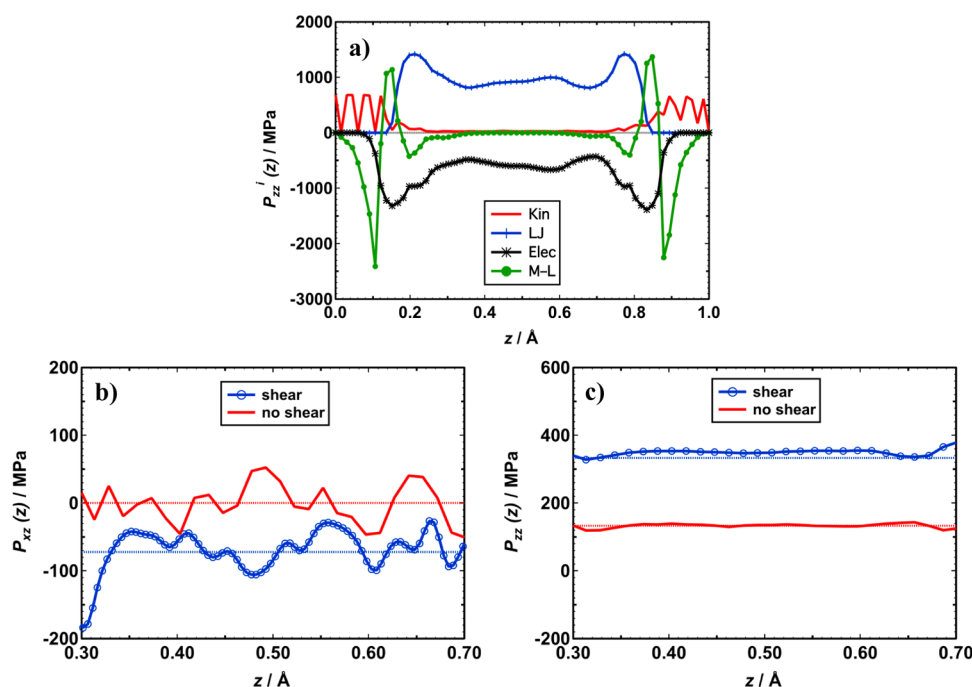 a)
2000
1000
0
-1000
-2000
-3000
P_zz^i (z) / MPa
Kin
LJ
Elec
M–L
0.0 0.2 0.4 0.6 0.8 1.0
z / Å
b)
200
100
0
-100
-200
P_xz (z) / MPa
shear
no shear
0.30 0.40 0.50 0.60 0.70
z / Å
c)
600
400
200
0
-200
P_zz (z) / MPa
shear
no shear
0.30 0.40 0.50 0.60 0.70
z / Å